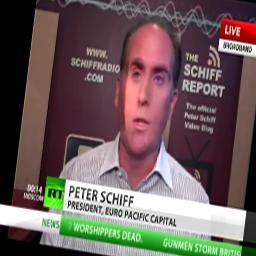 LIVE
BROADBAND
WWW.
SCHIFFRADIO
.COM
THE
SCHIFF
REPORT
The official
Peter Schiff
Video Blog
00:14
MOSCOW
RT
PETER SCHIFF
PRESIDENT, EURO PACIFIC CAPITAL
NEWS
WORSHIPPERS DEAD.
GUNMEN STORM BRITIS